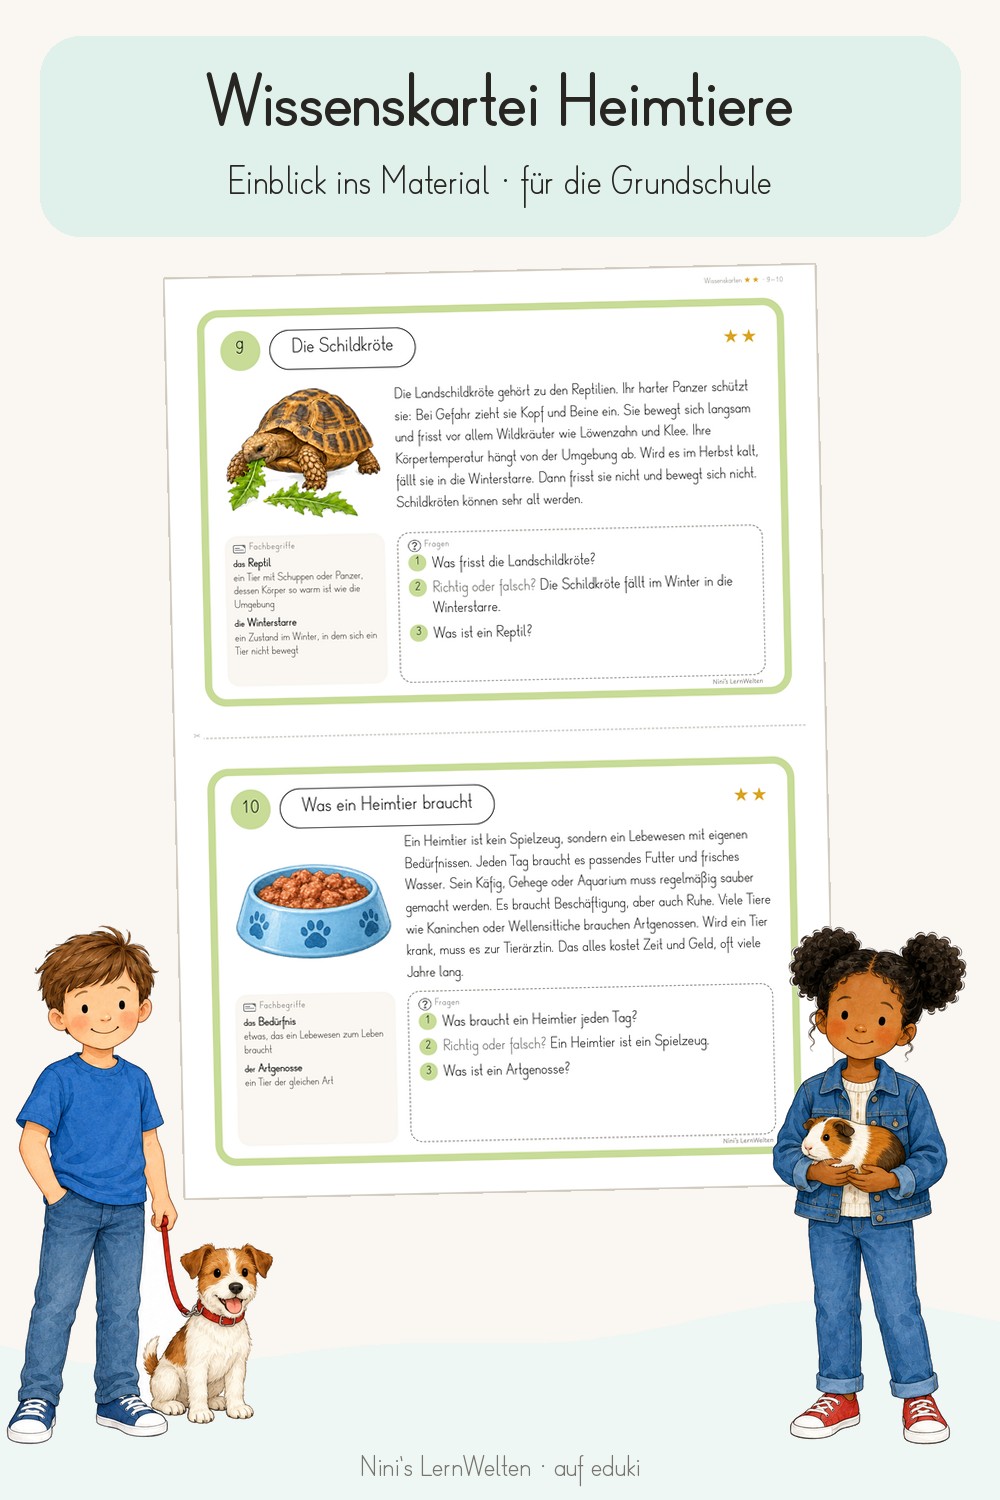 Wissenskartei Heimtiere
Einblick ins Material · für die Grundschule
Wissenskarten ★★ · 9–10
9
Die Schildkröte
★★
Die Landschildkröte gehört zu den Reptilien. Ihr harter Panzer schützt
sie: Bei Gefahr zieht sie Kopf und Beine ein. Sie bewegt sich langsam
und frisst vor allem Wildkräuter wie Löwenzahn und Klee. Ihre
Körpertemperatur hängt von der Umgebung ab. Wird es im Herbst kalt,
fällt sie in die Winterstarre. Dann frisst sie nicht und bewegt sich nicht.
Schildkröten können sehr alt werden.
Fachbegriffe
das Reptil
ein Tier mit Schuppen oder Panzer,
dessen Körper so warm ist wie die
Umgebung
die Winterstarre
ein Zustand im Winter, in dem sich ein
Tier nicht bewegt
? Fragen
1 Was frisst die Landschildkröte?
2 Richtig oder falsch? Die Schildkröte fällt im Winter in die
Winterstarre.
3 Was ist ein Reptil?
Nini's LernWelten
10
Was ein Heimtier braucht
★★
Ein Heimtier ist kein Spielzeug, sondern ein Lebewesen mit eigenen
Bedürfnissen. Jeden Tag braucht es passendes Futter und frisches
Wasser. Sein Käfig, Gehege oder Aquarium muss regelmäßig sauber
gemacht werden. Es braucht Beschäftigung, aber auch Ruhe. Viele Tiere
wie Kaninchen oder Wellensittiche brauchen Artgenossen. Wird ein Tier
krank, muss es zur Tierärztin. Das alles kostet Zeit und Geld, oft viele
Jahre lang.
Fachbegriffe
das Bedürfnis
etwas, das ein Lebewesen zum Leben
braucht
der Artgenosse
ein Tier der gleichen Art
? Fragen
1 Was braucht ein Heimtier jeden Tag?
2 Richtig oder falsch? Ein Heimtier ist ein Spielzeug.
3 Was ist ein Artgenosse?
Nini's LernWelten
Nini's LernWelten · auf eduki